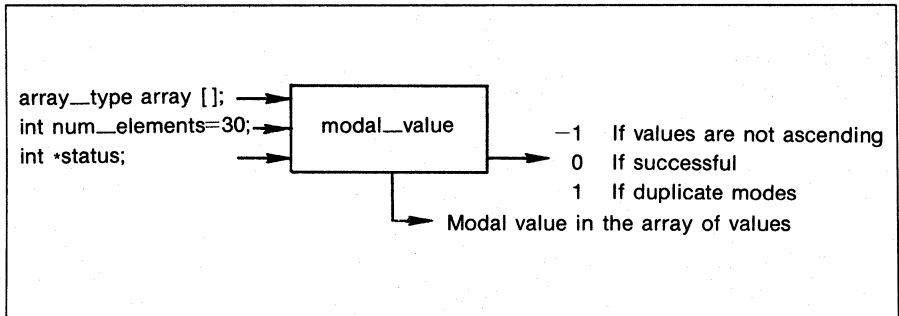 array__type array [];
int num__elements=30;
int *status;
modal__value
−1 If values are not ascending
0 If successful
1 If duplicate modes
Modal value in the array of values